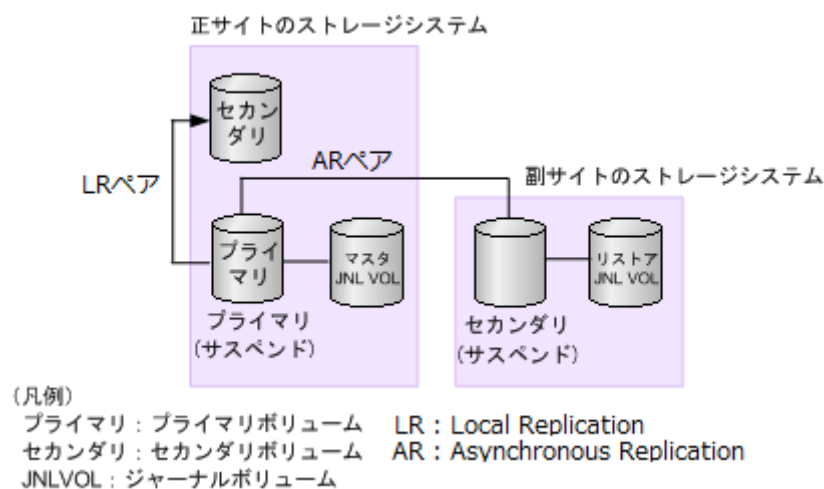 正サイトのストレージシステム
セカン
ダリ
ARペア
LRペア
副サイトのストレージシステム
プライ
マリ
マスタ
JNL VOL
リストア
JNL VOL
プライマリ
(サスペンド)
セカンダリ
(サスペンド)
(凡例)
プライマリ：プライマリボリューム LR : Local Replication
セカンダリ：セカンダリボリューム AR : Asynchronous Replication
JNLVOL：ジャーナルボリューム